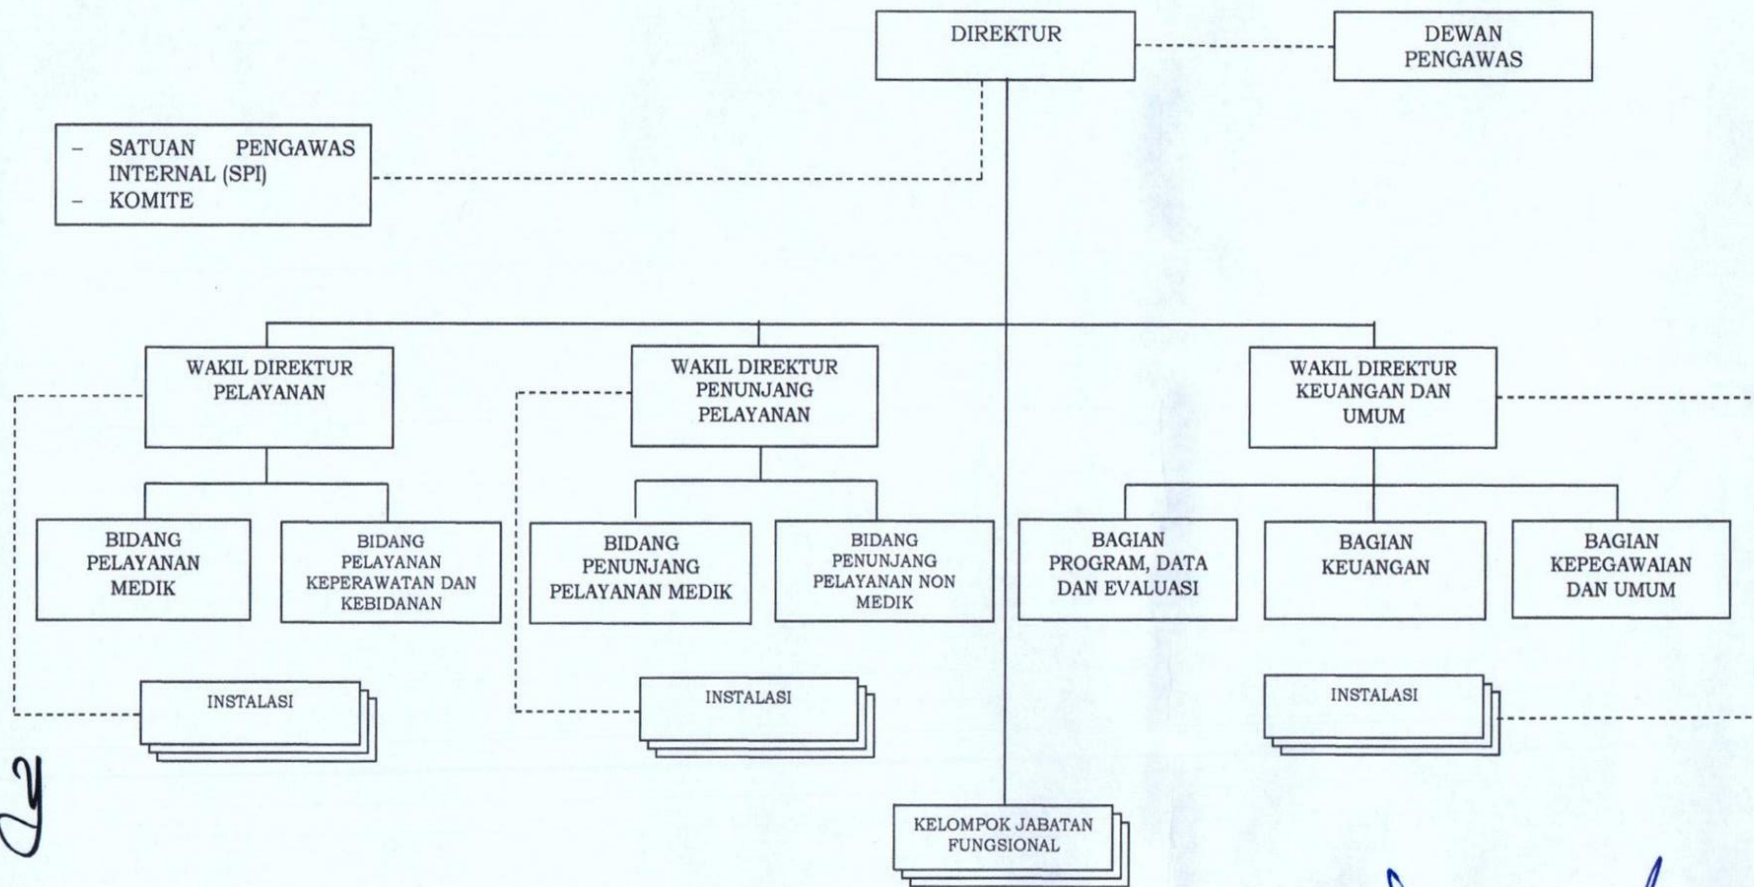 DIREKTUR
DEWAN
PENGAWAS
– SATUAN PENGAWAS
INTERNAL (SPI)
– KOMITE
WAKIL DIREKTUR
PELAYANAN
WAKIL DIREKTUR
PENUNJANG
PELAYANAN
WAKIL DIREKTUR
KEUANGAN DAN
UMUM
BIDANG
PELAYANAN
MEDIK
BIDANG
PELAYANAN
KEPERAWATAN DAN
KEBIDANAN
BIDANG
PENUNJANG
PELAYANAN MEDIK
BIDANG
PENUNJANG
PELAYANAN NON
MEDIK
BAGIAN
PROGRAM, DATA
DAN EVALUASI
BAGIAN
KEUANGAN
BAGIAN
KEPEGAWAIAN
DAN UMUM
INSTALASI
INSTALASI
INSTALASI
KELOMPOK JABATAN
FUNGSIONAL